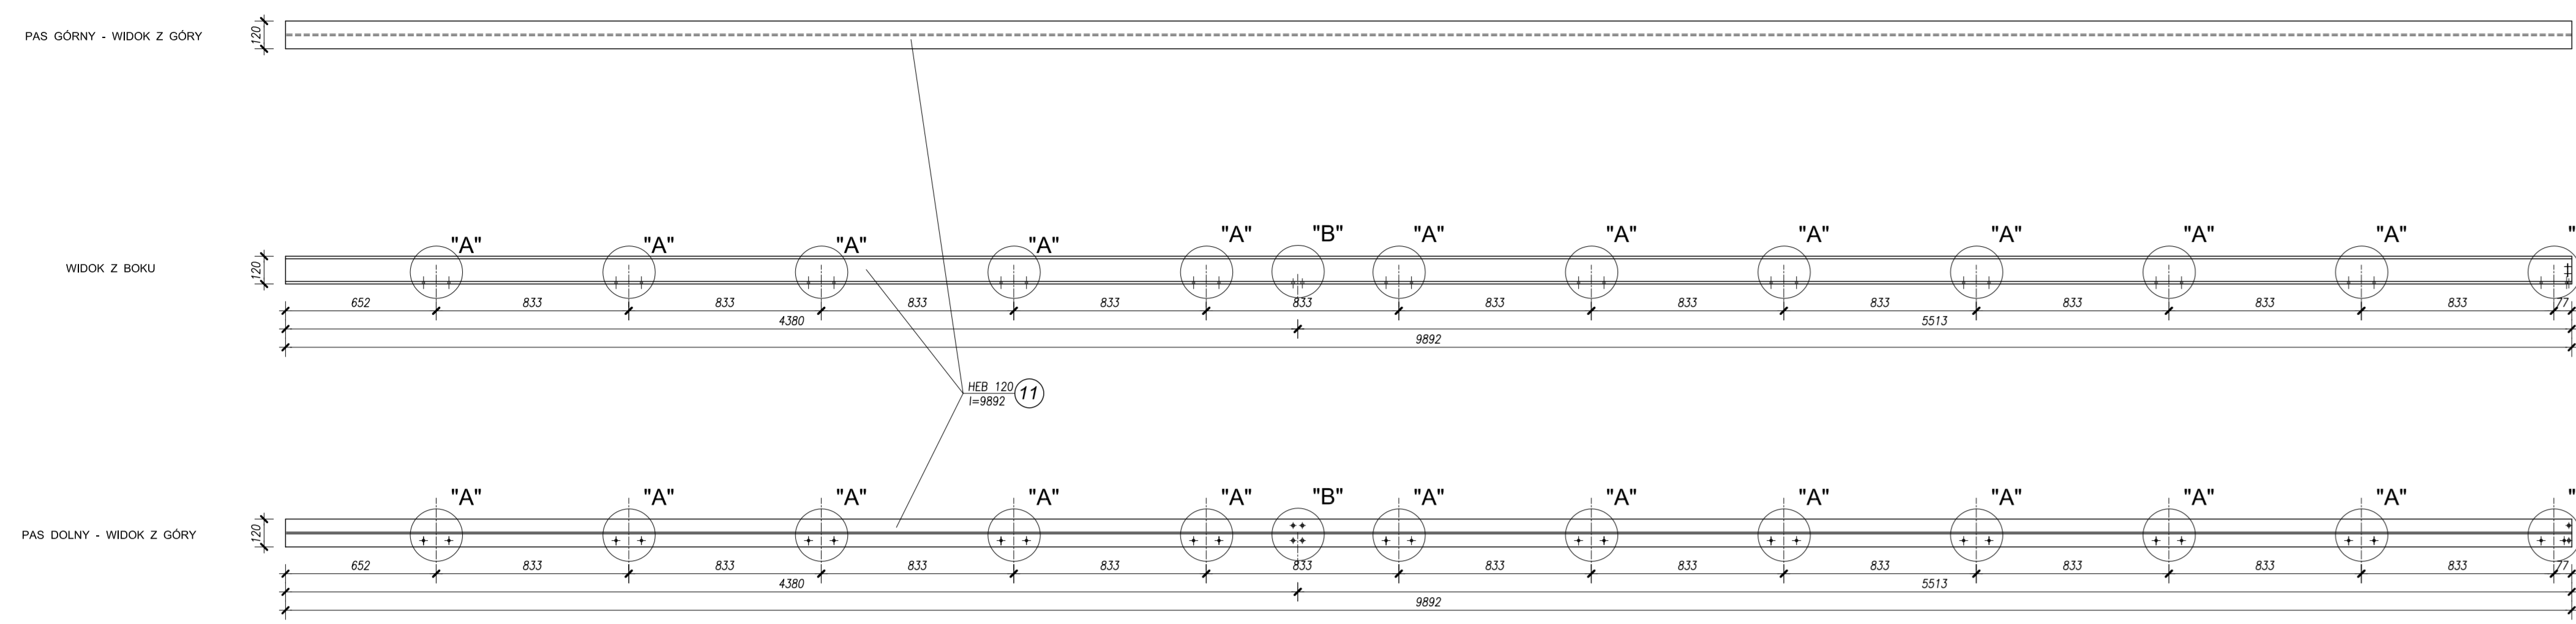 PAS GÓRNY - WIDOK Z GÓRY
120
"A" "A" "A" "A" "A" "B" "A" "A" "A" "A" "A" "A" "
WIDOK Z BOKU
120
652 833 833 833 833 833 833 833 833 833 833 833 77
4380 5513
9892
HEB 120
l=9892
11
"A" "A" "A" "A" "A" "B" "A" "A" "A" "A" "A" "A" "
PAS DOLNY - WIDOK Z GÓRY
120
652 833 833 833 833 833 833 833 833 833 833 833 77
4380 5513
9892